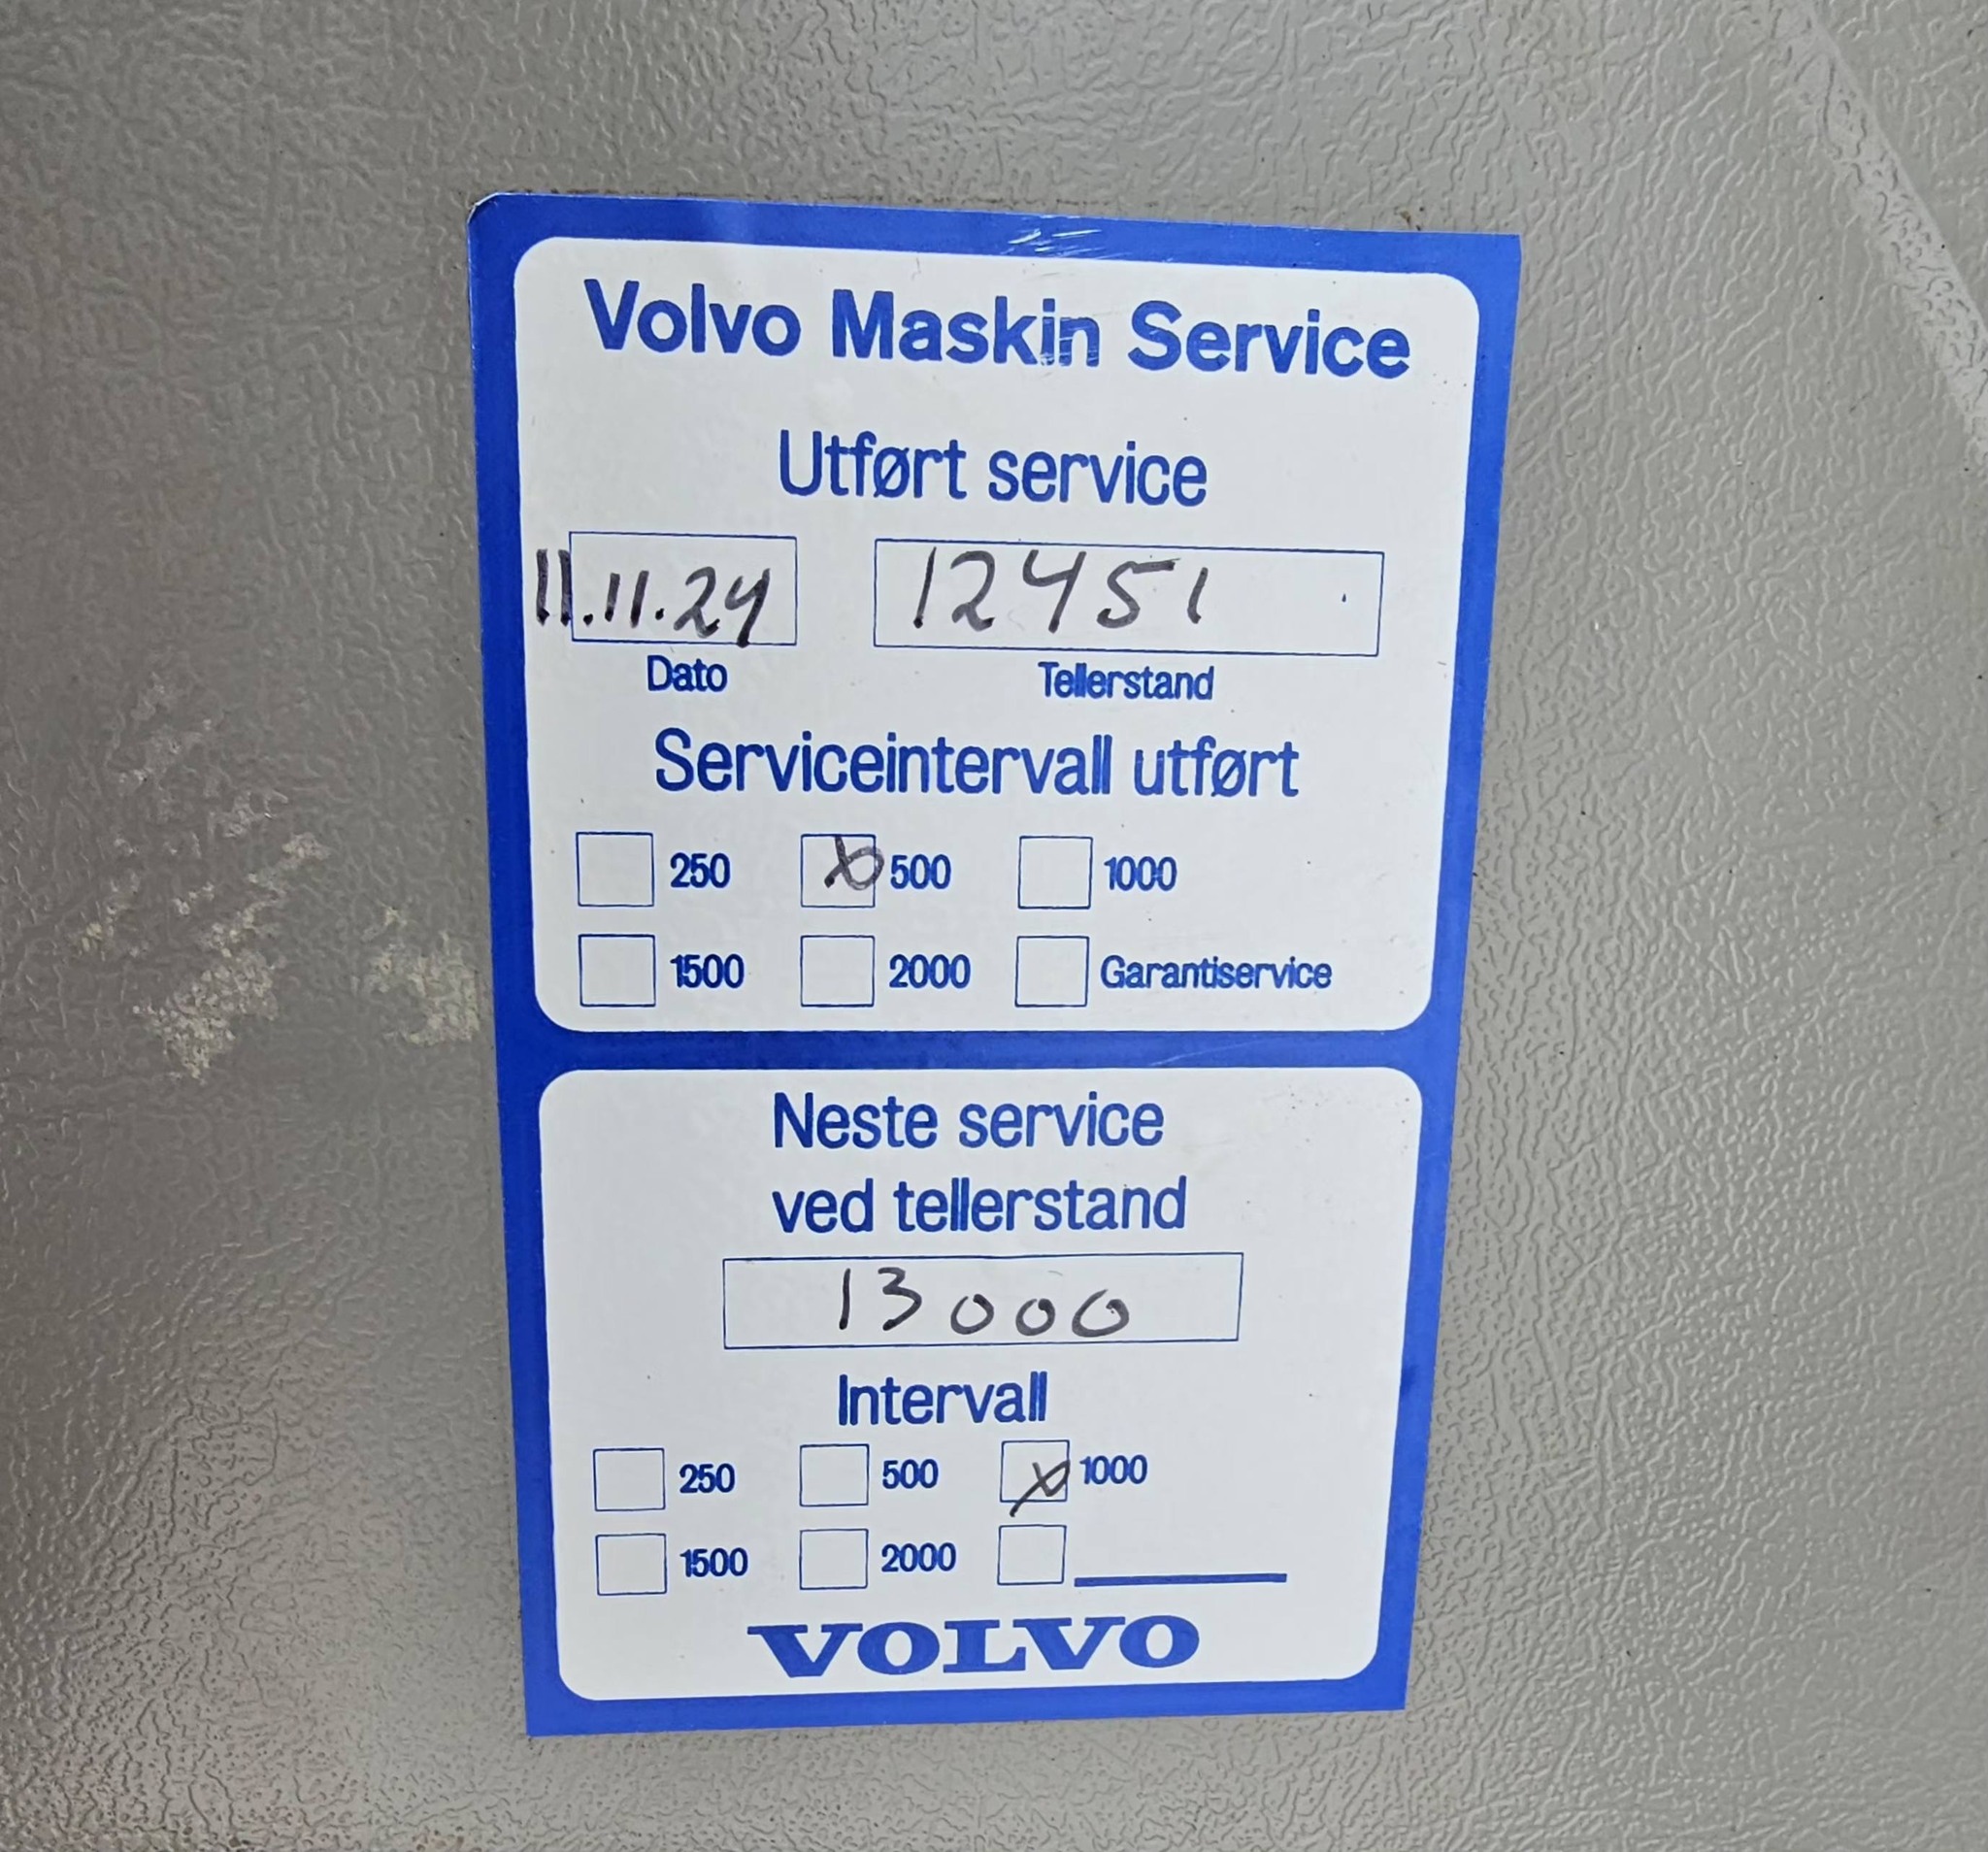 Volvo Maskin Service
Utført service
11.11.24 12451
Dato Tellerstand
Serviceintervall utført
250 500 1000
1500 2000 Garantiservice
Neste service
ved tellerstand
13000
Intervall
250 500 1000
1500 2000
VOLVO